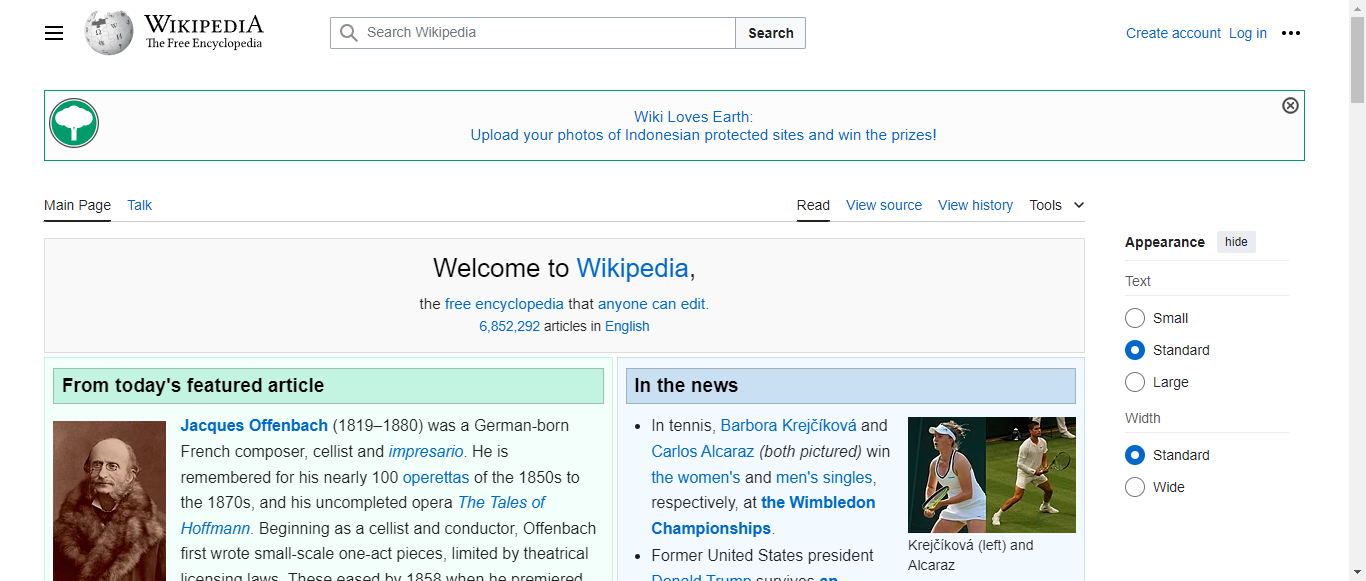 WIKIPEDIA
The Free Encyclopedia
Search Wikipedia
Search
Create account Log in
Wiki Loves Earth:
Upload your photos of Indonesian protected sites and win the prizes!
Main Page Talk
Read View source View history Tools
Welcome to Wikipedia,
the free encyclopedia that anyone can edit.
6,852,292 articles in English
From today's featured article
Jacques Offenbach (1819–1880) was a German-born
French composer, cellist and impresario. He is
remembered for his nearly 100 operettas of the 1850s to
the 1870s, and his uncompleted opera The Tales of
Hoffmann. Beginning as a cellist and conductor, Offenbach
first wrote small-scale one-act pieces, limited by theatrical
licensing laws. These eased by 1858 when he premiered
In the news
• In tennis, Barbora Krejčíková and
Carlos Alcaraz (both pictured) win
the women's and men's singles,
respectively, at the Wimbledon
Championships.
• Former United States president
Donald Trump survives an
Krejčíková (left) and
Alcaraz
Appearance hide
Text
Small
Standard
Large
Width
Standard
Wide